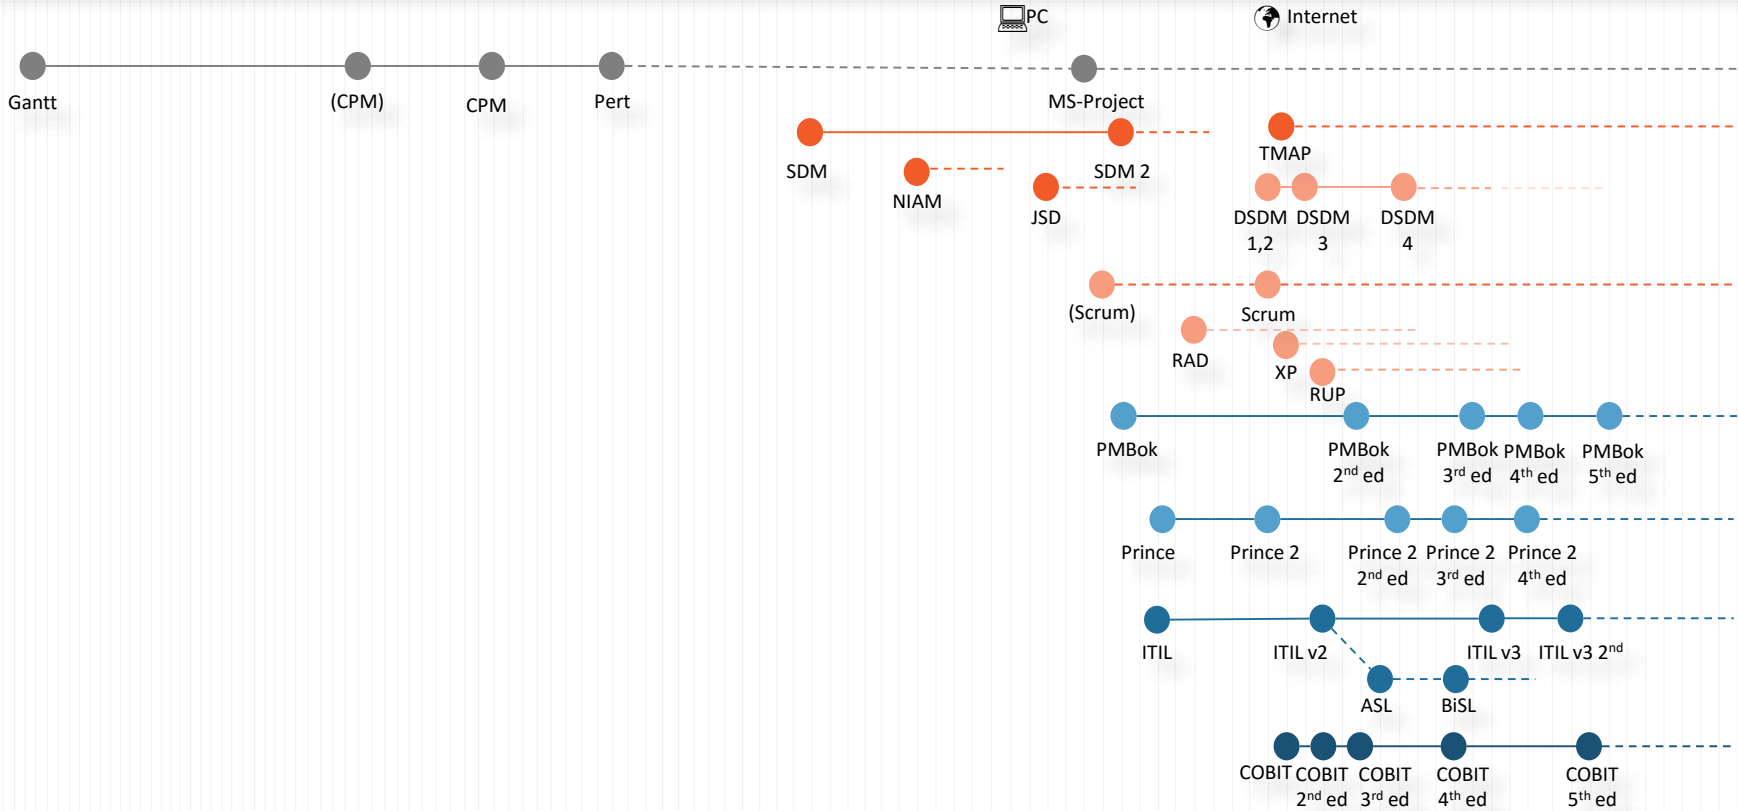 PC
Internet
Gantt
(CPM)
CPM
Pert
MS-Project
SDM
SDM 2
TMAP
NIAM
JSD
DSDM
1,2
DSDM
3
DSDM
4
(Scrum)
Scrum
RAD
XP
RUP
PMBok
PMBok
2nd ed
PMBok
3rd ed
PMBok
4th ed
PMBok
5th ed
Prince
Prince 2
Prince 2
2nd ed
Prince 2
3rd ed
Prince 2
4th ed
ITIL
ITIL v2
ITIL v3
ITIL v3 2nd
ASL
BiSL
COBIT
COBIT
2nd ed
COBIT
3rd ed
COBIT
4th ed
COBIT
5th ed